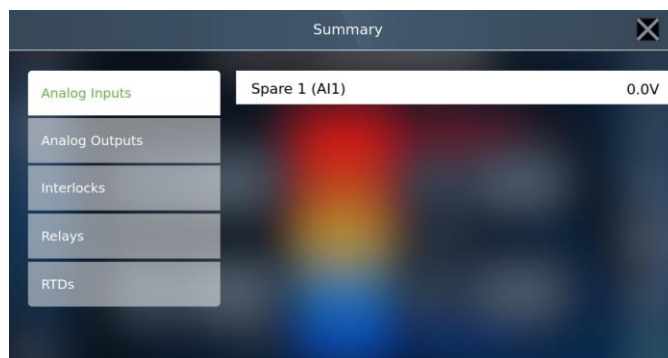 Summary
Analog Inputs
Spare 1 (AI1) 0.0V
Analog Outputs
Interlocks
Relays
RTDs